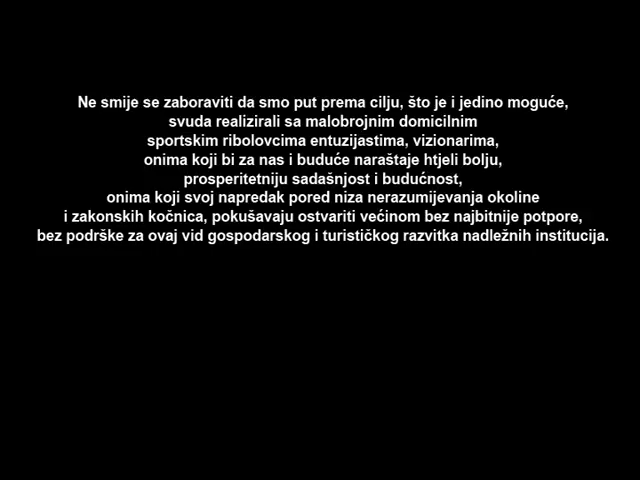 Ne smije se zaboraviti da smo put prema cilju, što je i jedino moguće,
svuda realizirali sa malobrojnim domicilnim
sportskim ribolovcima entuzijastima, vizionarima,
onima koji bi za nas i buduće naraštaje htjeli bolju,
prosperitetniju sadašnjost i budućnost,
onima koji svoj napredak pored niza nerazumijevanja okoline
i zakonskih kočnica, pokušavaju ostvariti većinom bez najbitnije potpore,
bez podrške za ovaj vid gospodarskog i turističkog razvitka nadležnih institucija.